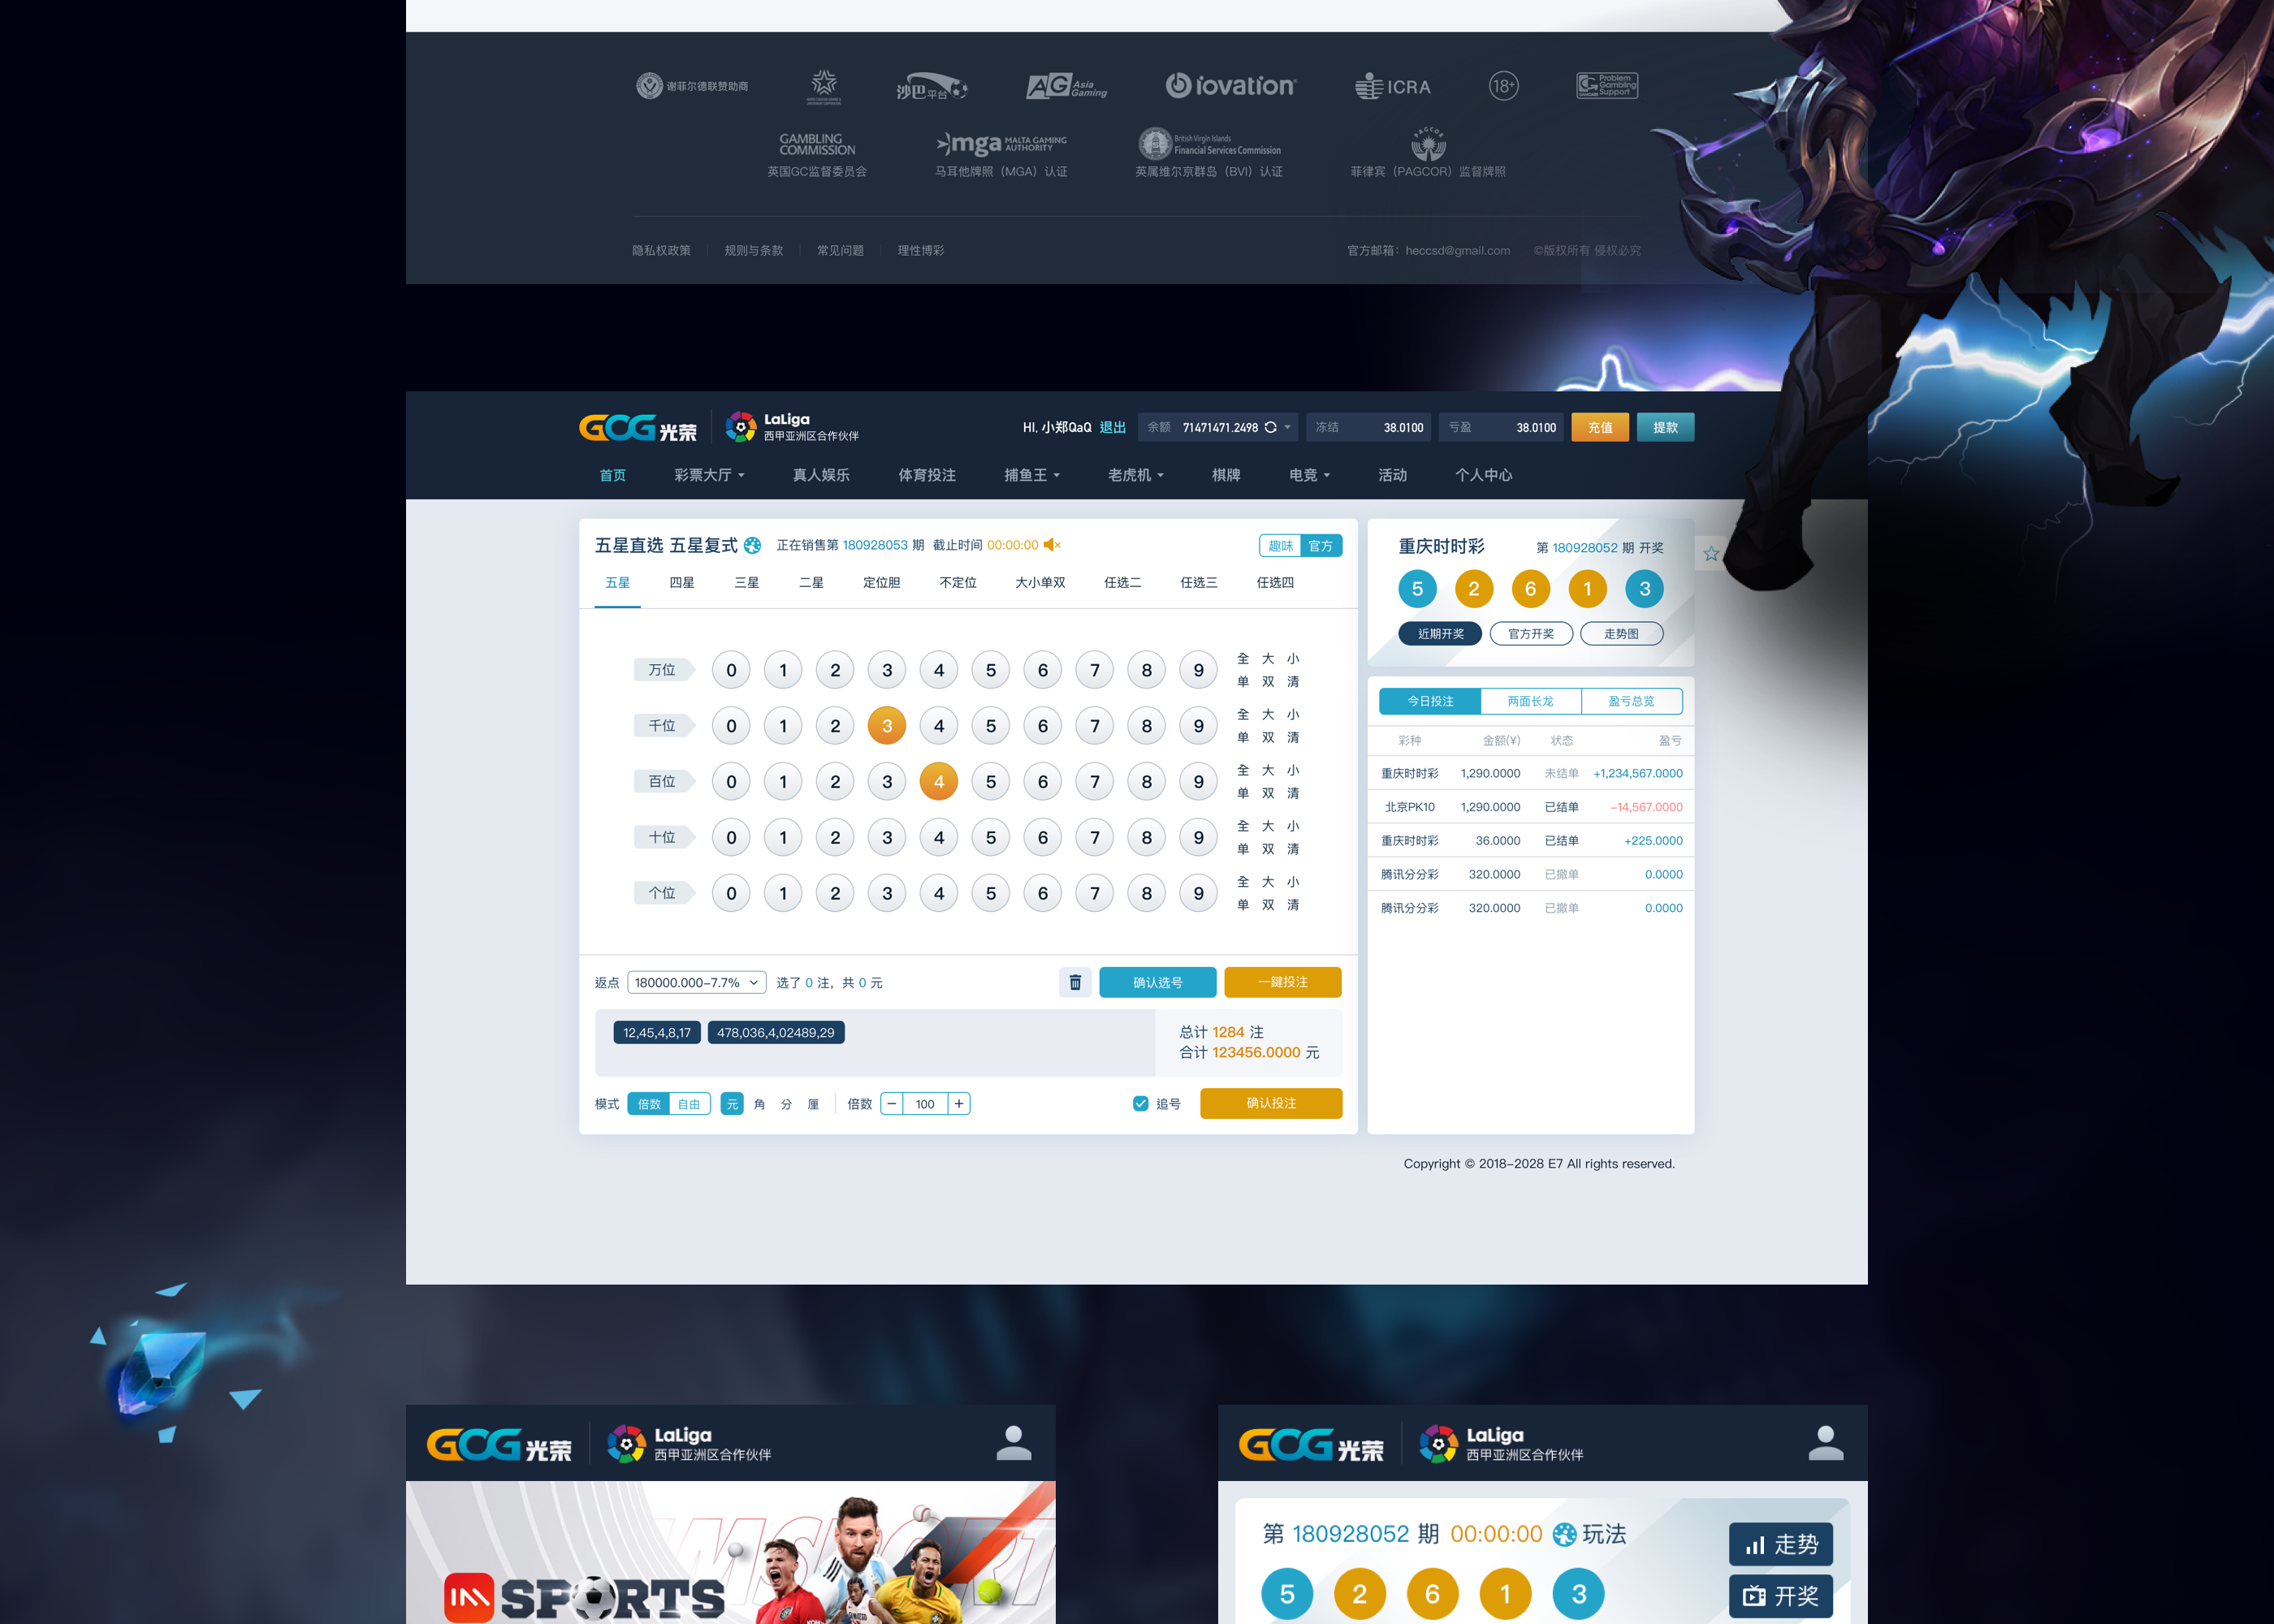 谢菲尔德联赞助商
沙巴平台
AG Asia Gaming
iovation
ICRA
18+
Problem Gambling Support
GAMBLING COMMISSION
mga MALTA GAMING AUTHORITY
British Virgin Islands
Financial Services Commission
PAGCOR
英国GC监督委员会
马耳他牌照（MGA）认证
英属维尔京群岛（BVI）认证
菲律宾（PAGCOR）监督牌照
隐私权政策 规则与条款 常见问题 理性博彩
官方邮箱：heccsd@gmail.com ©版权所有 侵权必究
GCG光荣 LaLiga
西甲亚洲区合作伙伴
HI, 小郑QaQ 退出 余额 71471471.2498 冻结 38.0100 亏盈 38.0100 充值 提款
首页 彩票大厅 真人娱乐 体育投注 捕鱼王 老虎机 棋牌 电竞 活动 个人中心
五星直选 五星复式 正在销售第 180928053 期 截止时间 00:00:00 趣味 官方
五星 四星 三星 二星 定位胆 不定位 大小单双 任选二 任选三 任选四
万位 0 1 2 3 4 5 6 7 8 9 全 大 小
单 双 清
千位 0 1 2 3 4 5 6 7 8 9 全 大 小
单 双 清
百位 0 1 2 3 4 5 6 7 8 9 全 大 小
单 双 清
十位 0 1 2 3 4 5 6 7 8 9 全 大 小
单 双 清
个位 0 1 2 3 4 5 6 7 8 9 全 大 小
单 双 清
返点 180000.000-7.7% 选了 0 注，共 0 元 确认选号 一键投注
12,45,4,8,17 478,036,4,02489,29
总计 1284 注
合计 123456.0000 元
模式 倍数 自由 元 角 分 厘 倍数 − 100 + 追号 确认投注
重庆时时彩 第 180928052 期 开奖
5 2 6 1 3
近期开奖 官方开奖 走势图
今日投注 两面长龙 盈亏总览
彩种 金额(¥) 状态 盈亏
重庆时时彩 1,290.0000 未结单 +1,234,567.0000
北京PK10 1,290.0000 已结单 -14,567.0000
重庆时时彩 36.0000 已结单 +225.0000
腾讯分分彩 320.0000 已撤单 0.0000
腾讯分分彩 320.0000 已撤单 0.0000
Copyright © 2018-2028 E7 All rights reserved.
GCG光荣 LaLiga
西甲亚洲区合作伙伴
IM SPORTS
GCG光荣 LaLiga
西甲亚洲区合作伙伴
第 180928052 期 00:00:00 玩法
走势
5 2 6 1 3
开奖